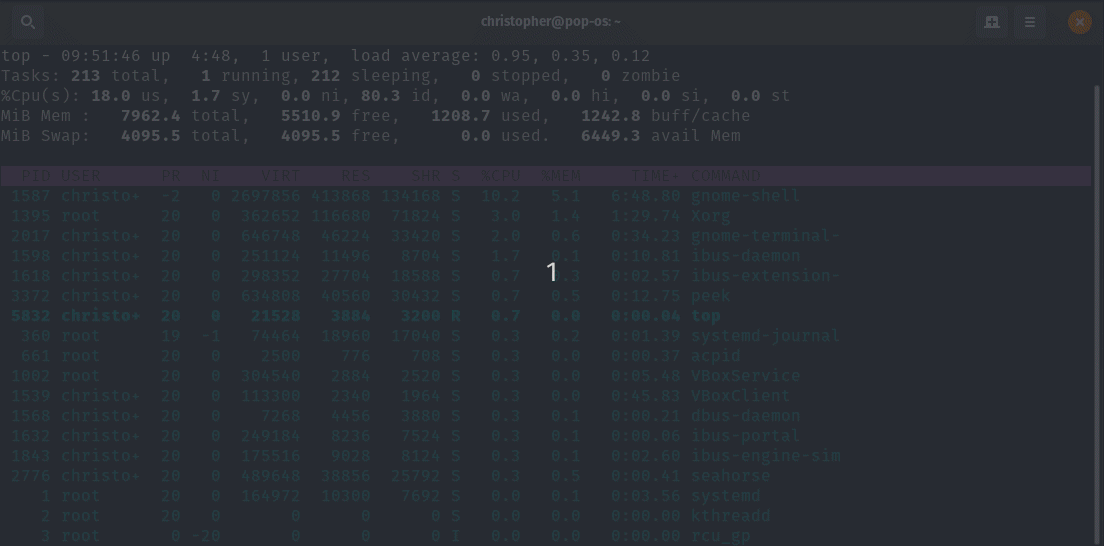 christopher@pop-os: ~
top - 09:51:46 up  4:48,  1 user,  load average: 0.95, 0.35, 0.12
Tasks: 213 total,   1 running, 212 sleeping,   0 stopped,   0 zombie
%Cpu(s): 18.0 us,  1.7 sy,  0.0 ni, 80.3 id,  0.0 wa,  0.0 hi,  0.0 si,  0.0 st
MiB Mem :   7962.4 total,   5510.9 free,   1208.7 used,   1242.8 buff/cache
MiB Swap:   4095.5 total,   4095.5 free,      0.0 used.   6449.3 avail Mem
PID USER      PR  NI    VIRT    RES    SHR S  %CPU  %MEM     TIME+ COMMAND
1587 christo+  -2   0 2697856 413868 134168 S  10.2   5.1   6:48.80 gnome-shell
1395 root      20   0  362652 116680  71824 S   3.0   1.4   1:29.74 Xorg
2017 christo+  20   0  646748  46224  33420 S   2.0   0.6   0:34.23 gnome-terminal-
1598 christo+  20   0  251124  11496   8704 S   1.7   0.1   0:10.81 ibus-daemon
1
1616 christo+  20   0  298352  27704  18588 S   0.7   .3   0:02.57 ibus-extension-
3372 christo+  20   0  634808  40560  30432 S   0.7   0.5   0:12.75 peek
5832 christo+  20   0   21528   3884   3200 R   0.7   0.0   0:00.04 top
360 root      19  -1   74464  18960  17040 S   0.3   0.2   0:01.39 systemd-journal
661 root      20   0    2500    776    708 S   0.3   0.0   0:00.37 acpid
1002 root      20   0  304540   2884   2520 S   0.3   0.0   0:05.48 VBoxService
1539 christo+  20   0  113300   2340   1964 S   0.3   0.0   0:45.83 VBoxClient
1568 christo+  20   0    7268   4456   3880 S   0.3   0.1   0:00.21 dbus-daemon
1632 christo+  20   0  249184   8236   7524 S   0.3   0.1   0:00.06 ibus-portal
1843 christo+  20   0  175516   9028   8124 S   0.3   0.1   0:02.60 ibus-engine-sim
2776 christo+  20   0  489648  38856  25792 S   0.3   0.5   0:00.41 seahorse
1 root      20   0  164972  10300   7692 S   0.0   0.1   0:03.56 systemd
2 root      20   0       0      0      0 S   0.0   0.0   0:00.00 kthreadd
3 root       0 -20       0      0      0 I   0.0   0.0   0:00.00 rcu_gp